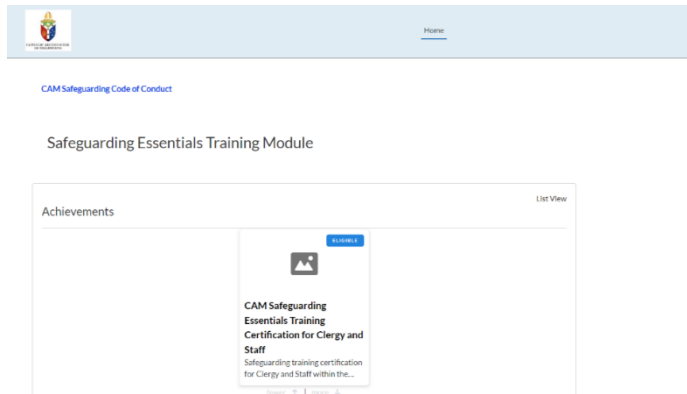 Home
CAM Safeguarding Code of Conduct
Safeguarding Essentials Training Module
List View
Achievements
ELIGIBLE
CAM Safeguarding
Essentials Training
Certification for Clergy and
Staff
Safeguarding training certification
for Clergy and Staff within the...